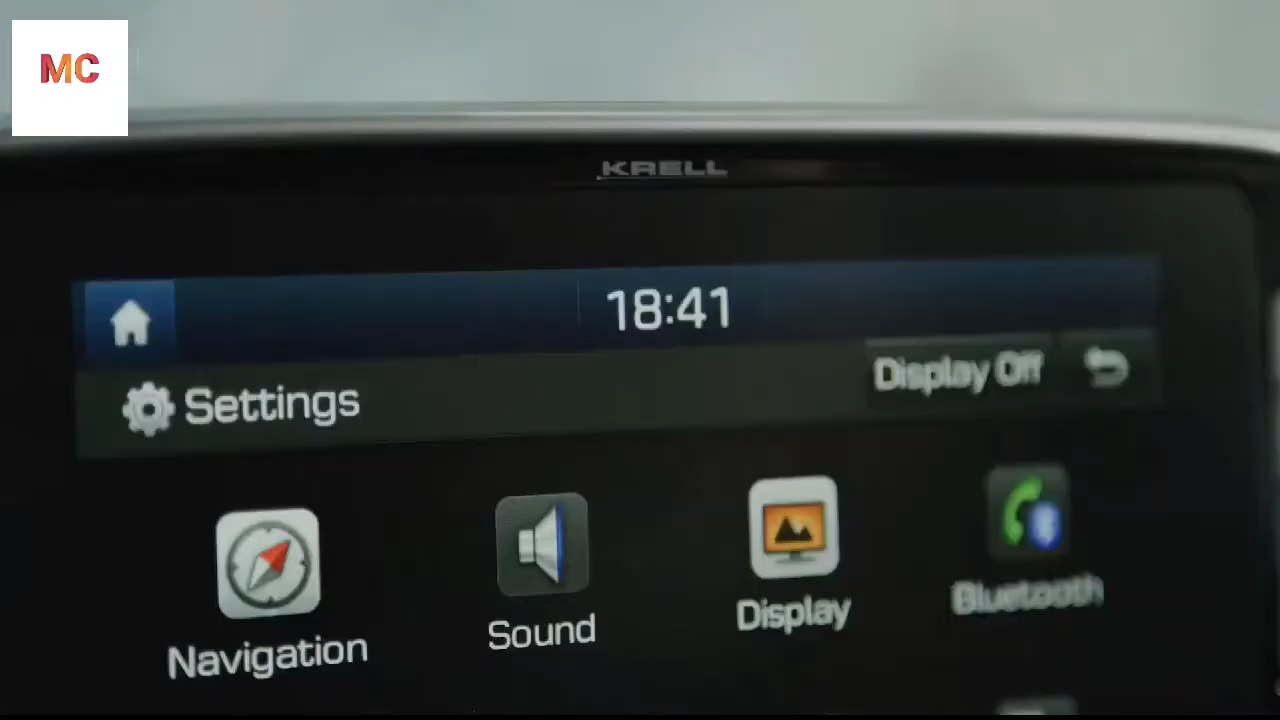 MC
KRELL
18:41
Settings
Display Off
Navigation
Sound
Display
Bluetooth